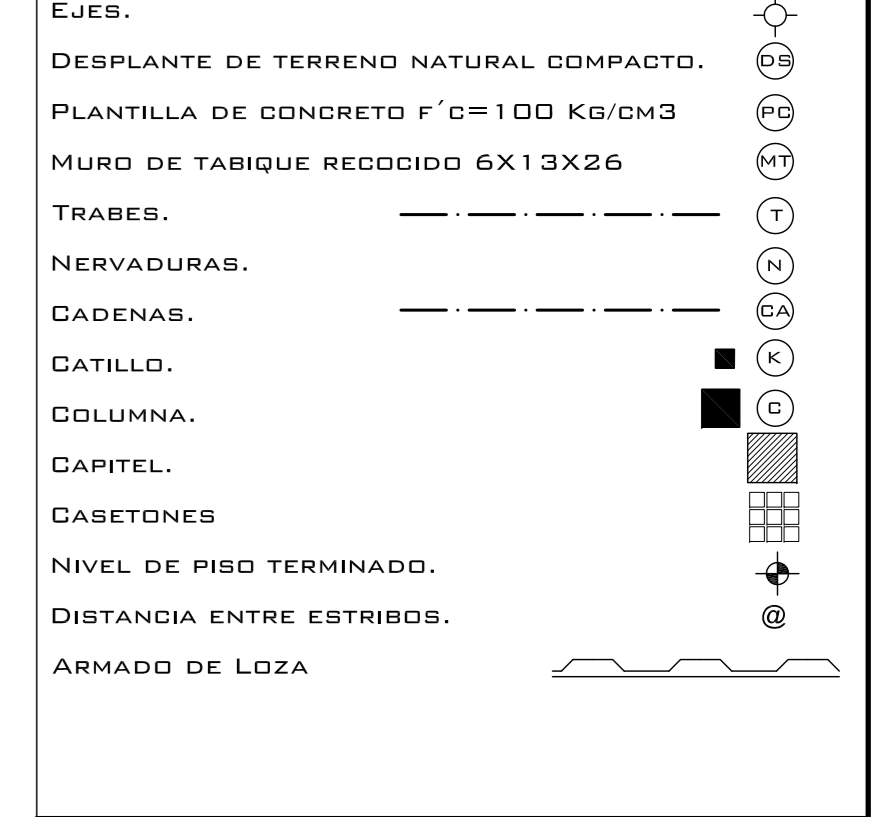 EJES.
DESPLANTE DE TERRENO NATURAL COMPACTO. DS
PLANTILLA DE CONCRETO F´C=100 KG/CM3 PC
MURO DE TABIQUE RECOCIDO 6X13X26 MT
TRABES. T
NERVADURAS. N
CADENAS. CA
CATILLO. K
COLUMNA. C
CAPITEL.
CASETONES
NIVEL DE PISO TERMINADO.
DISTANCIA ENTRE ESTRIBOS. @
ARMADO DE LOZA